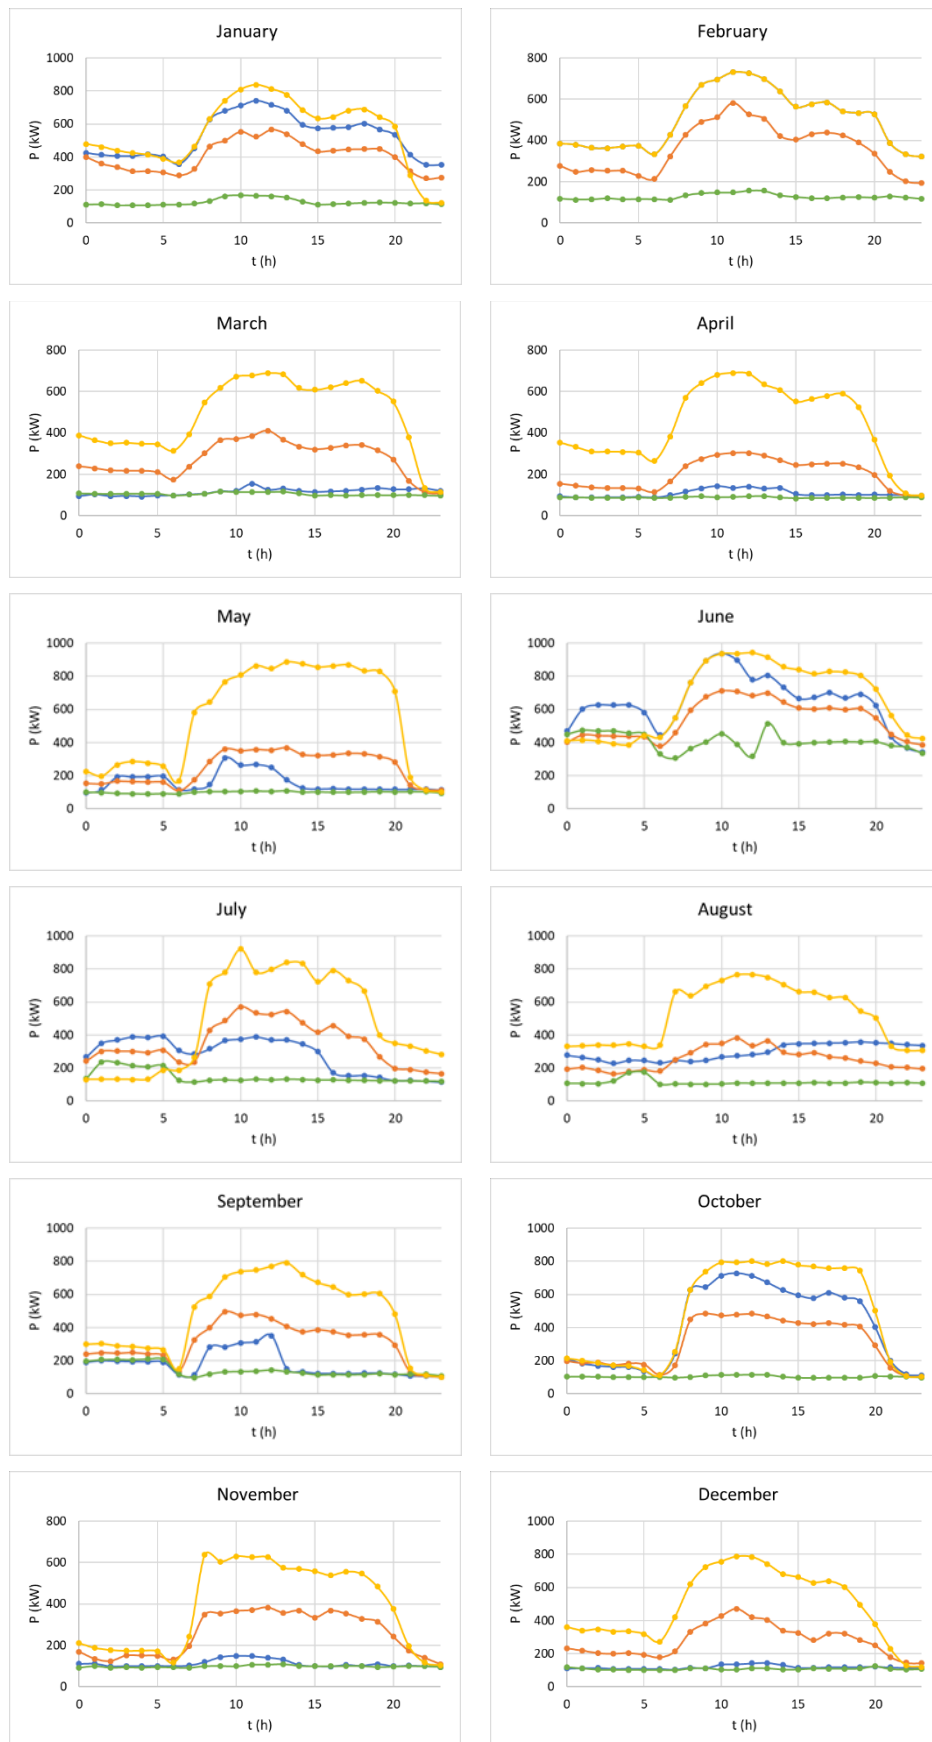 January
1000
800
600
400
200
0
P (kW)
0 5 10 15 20
t (h)
February
800
600
400
200
0
P (kW)
0 5 10 15 20
t (h)
March
800
600
400
200
0
P (kW)
0 5 10 15 20
t (h)
April
800
600
400
200
0
P (kW)
0 5 10 15 20
t (h)
May
1000
800
600
400
200
0
P (kW)
0 5 10 15 20
t (h)
June
1000
800
600
400
200
0
P (kW)
0 5 10 15 20
t (h)
July
1000
800
600
400
200
0
P (kW)
0 5 10 15 20
t (h)
August
1000
800
600
400
200
0
P (kW)
0 5 10 15 20
t (h)
September
1000
800
600
400
200
0
P (kW)
0 5 10 15 20
t (h)
October
1000
800
600
400
200
0
P (kW)
0 5 10 15 20
t (h)
November
800
600
400
200
0
P (kW)
0 5 10 15 20
t (h)
December
1000
800
600
400
200
0
P (kW)
0 5 10 15 20
t (h)